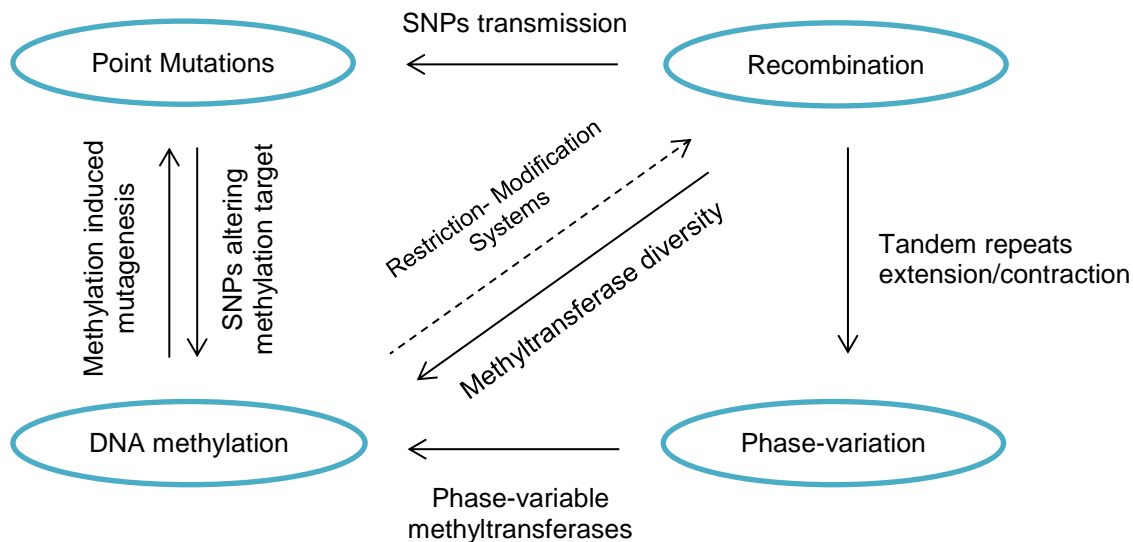 SNPs transmission
Point Mutations
Recombination
Methylation induced
mutagenesis
SNPs altering
methylation target
Restriction- Modification
Systems
Methyltransferase diversity
Tandem repeats
extension/contraction
DNA methylation
Phase-variation
Phase-variable
methyltransferases